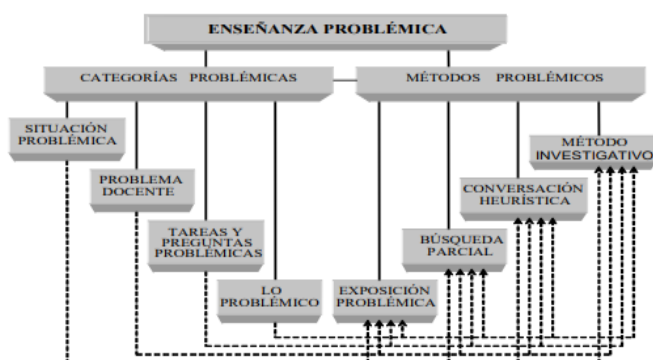 ENSEÑANZA PROBLÉMICA
CATEGORÍAS PROBLÉMICAS
MÉTODOS PROBLÉMICOS
SITUACIÓN
PROBLÉMICA
PROBLEMA
DOCENTE
TAREAS Y
PREGUNTAS
PROBLÉMICAS
LO
PROBLÉMICO
EXPOSICIÓN
PROBLÉMICA
BÚSQUEDA
PARCIAL
CONVERSACIÓN
HEURÍSTICA
MÉTODO
INVESTIGATIVO